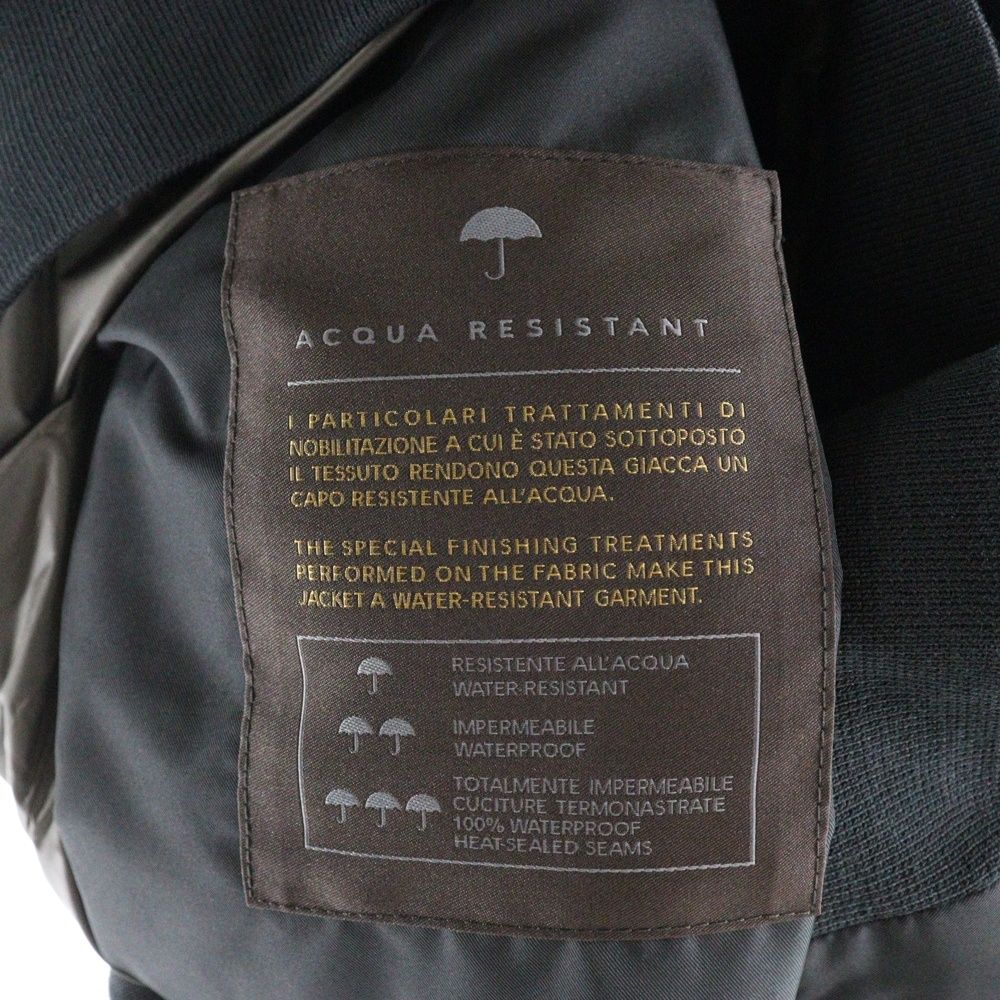 ACQUA RESISTANT
I PARTICOLARI TRATTAMENTI DI
NOBILITAZIONE A CUI È STATO SOTTOPOSTO
IL TESSUTO RENDONO QUESTA GIACCA UN
CAPO RESISTENTE ALL'ACQUA.
THE SPECIAL FINISHING TREATMENTS
PERFORMED ON THE FABRIC MAKE THIS
JACKET A WATER-RESISTANT GARMENT.
RESISTENTE ALL'ACQUA
WATER-RESISTANT
IMPERMEABILE
WATERPROOF
TOTALMENTE IMPERMEABILE
CUCITURE TERMONASTRATE
100% WATERPROOF
HEAT-SEALED SEAMS